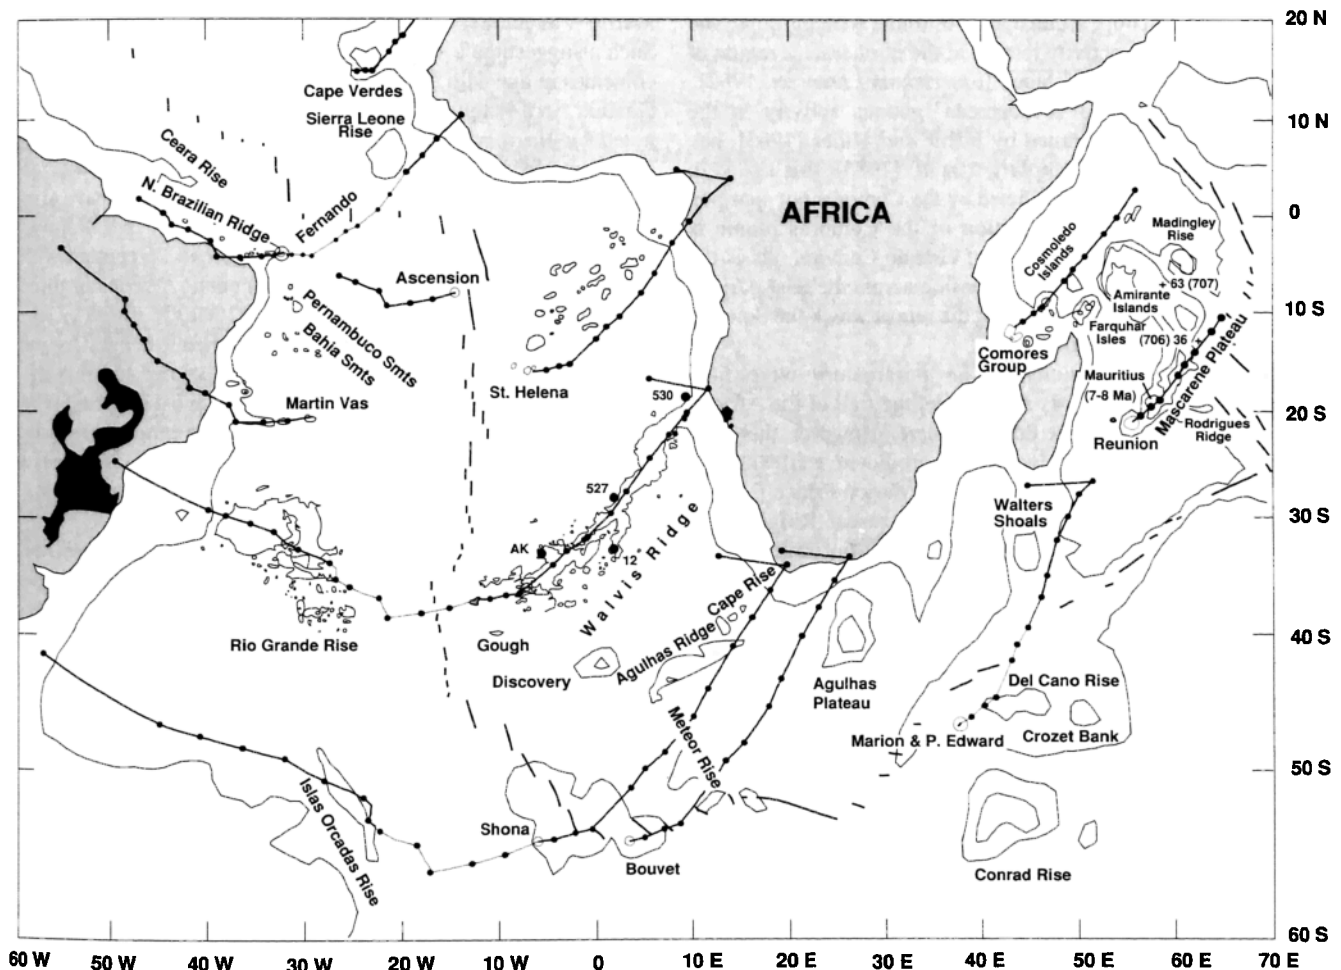 20 N
Cape Verdes
Sierra Leone
Rise
10 N
Ceara Rise
N. Brazilian Ridge
Fernando
0
AFRICA
Madingley
Rise
Cosmoledo
Islands
Ascension
63 (707)
Amirante
Islands
10 S
Pernambuco Smts
Bahia Smts
Farquhar
Isles
(706) 36
Comores
Group
St. Helena
Mauritius
(7-8 Ma)
Mascarene Plateau
530
Martin Vas
20 S
Rodrigues
Ridge
Reunion
527
Walters
Shoals
30 S
AK
12
Walvis Ridge
Cape Rise
Agulhas Ridge
40 S
Rio Grande Rise
Gough
Discovery
Agulhas
Plateau
Del Cano Rise
Meteor Rise
Marion & P. Edward
Crozet Bank
50 S
Islas Orcadas Rise
Shona
Bouvet
Conrad Rise
60 S
60 W
50 W
40 W
30 W
20 W
10 W
0
10 E
20 E
30 E
40 E
50 E
60 E
70 E